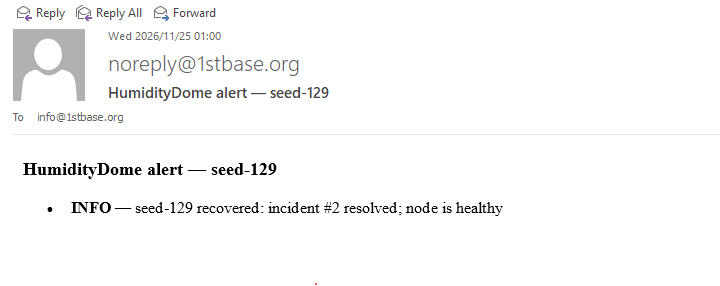 Reply Reply All Forward
Wed 2026/11/25 01:00
noreply@1stbase.org
HumidityDome alert — seed-129
To info@1stbase.org
HumidityDome alert — seed-129
• INFO — seed-129 recovered: incident #2 resolved; node is healthy